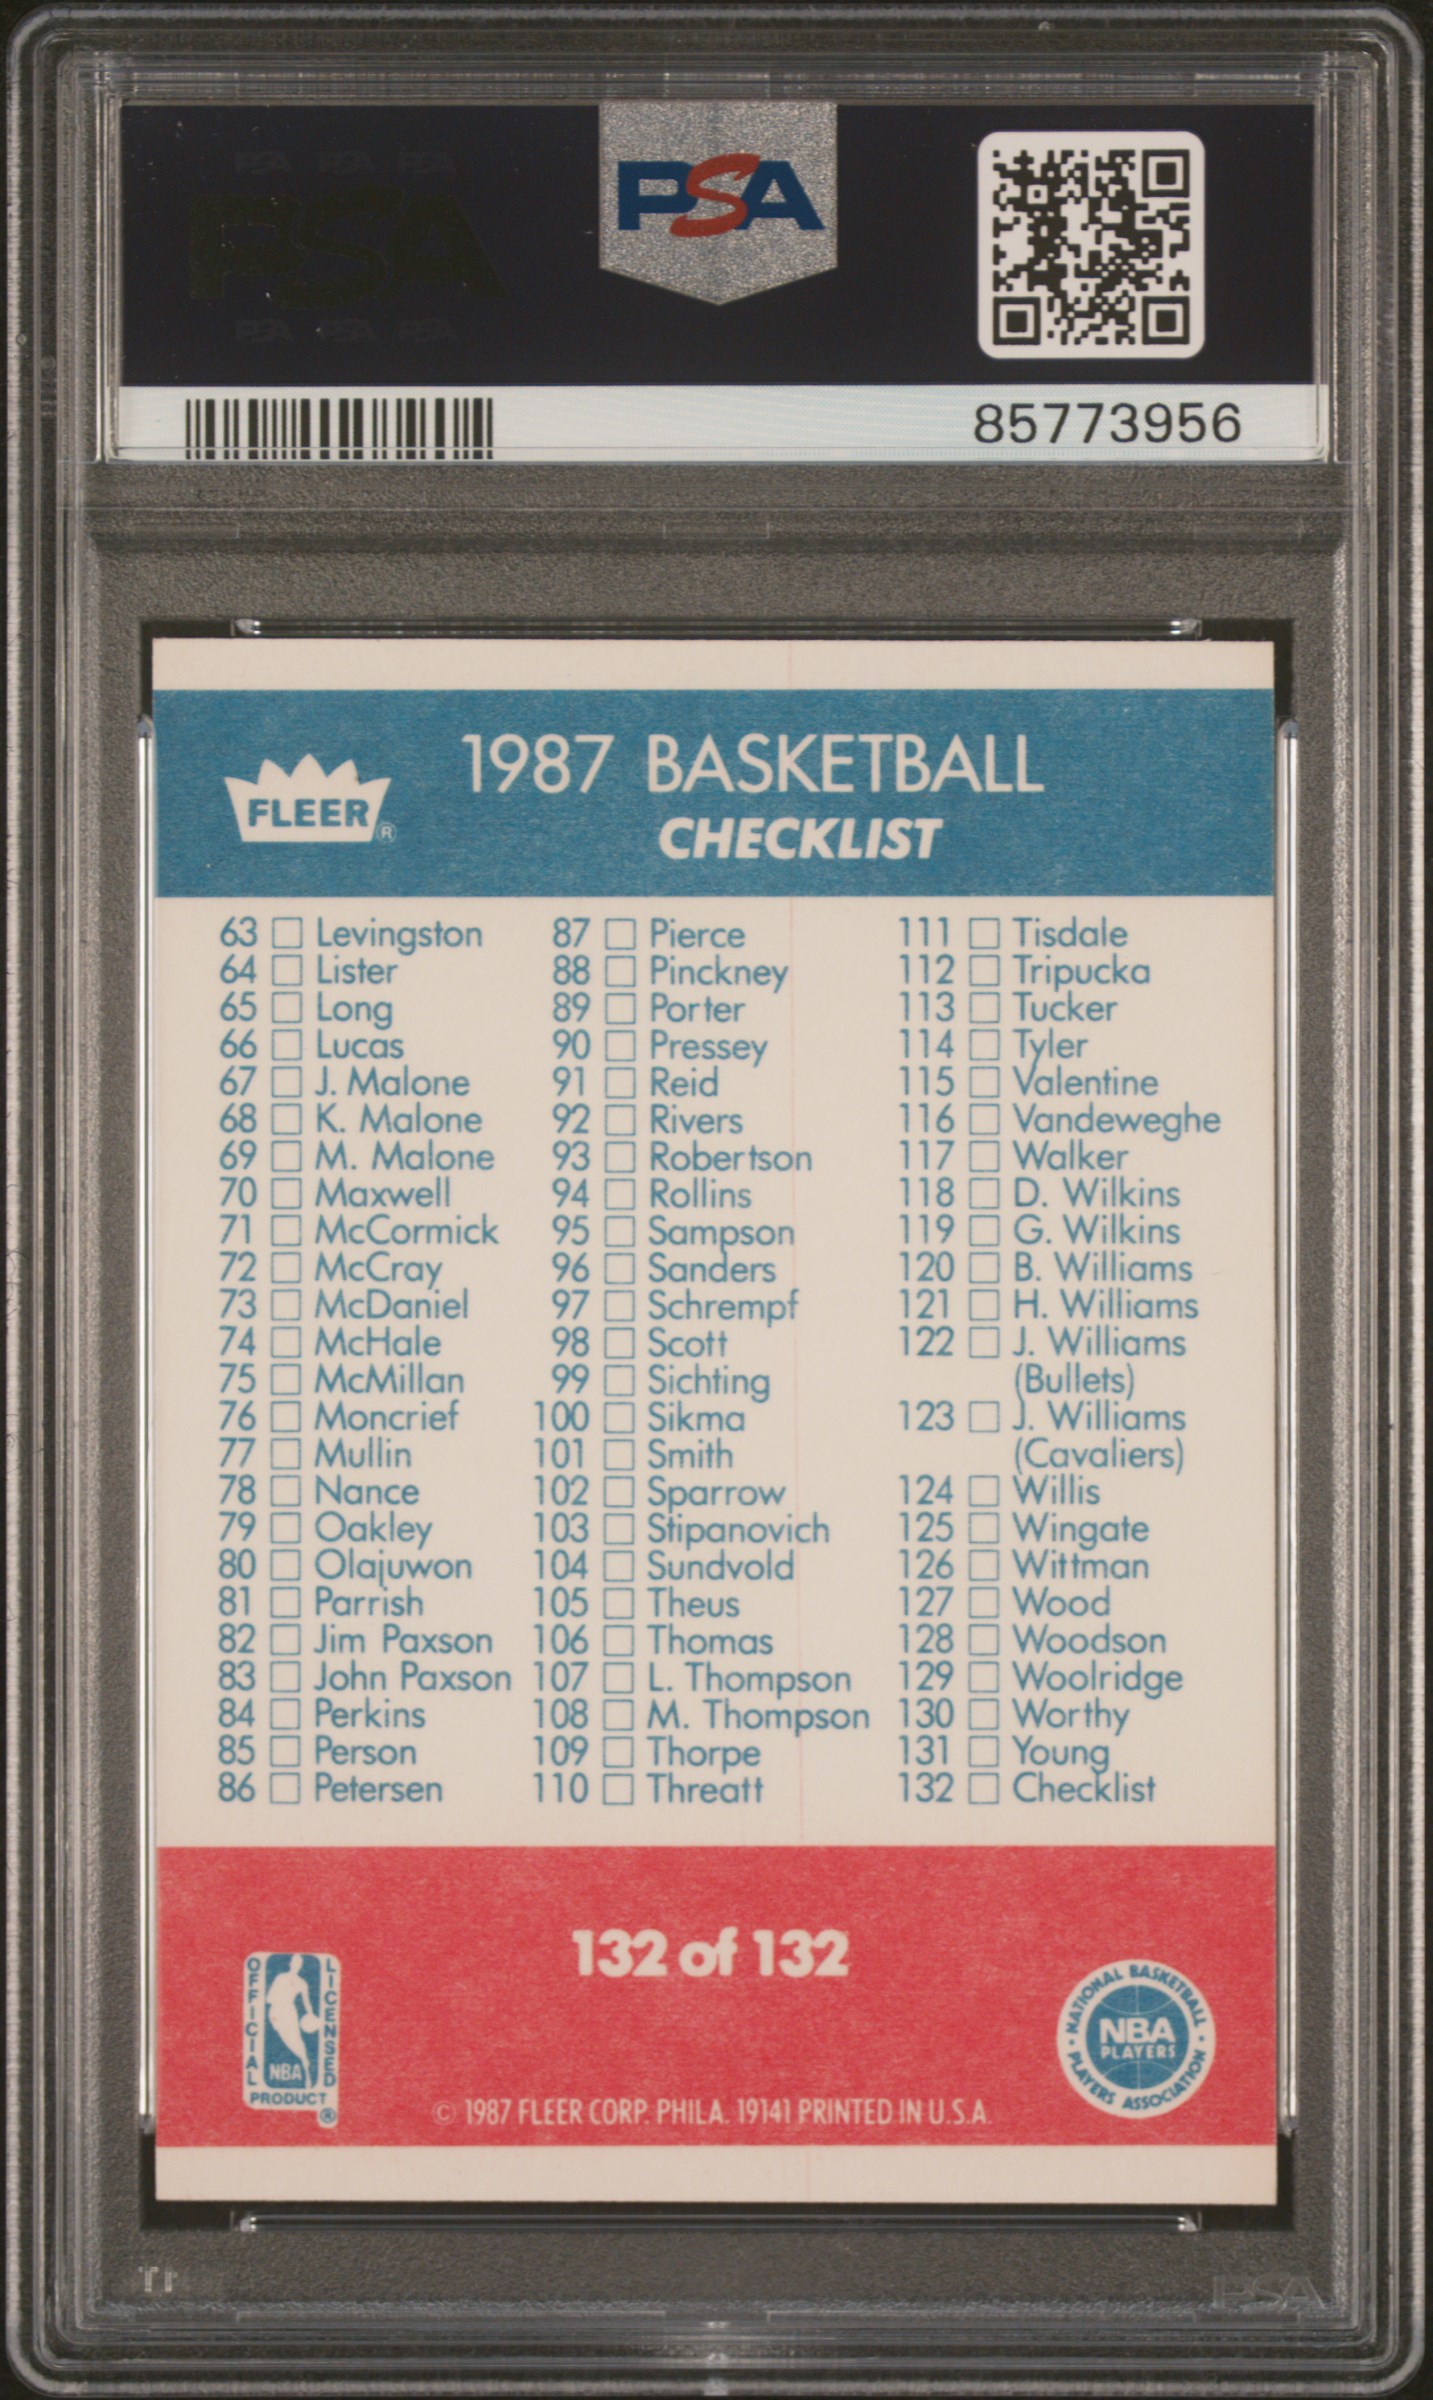 PSA
85773956
FLEER®
1987 BASKETBALL
CHECKLIST
63 Levingston
64 Lister
65 Long
66 Lucas
67 J. Malone
68 K. Malone
69 M. Malone
70 Maxwell
71 McCormick
72 McCray
73 McDaniel
74 McHale
75 McMillan
76 Moncrief
77 Mullin
78 Nance
79 Oakley
80 Olajuwon
81 Parrish
82 Jim Paxson
83 John Paxson
84 Perkins
85 Person
86 Petersen
87 Pierce
88 Pinckney
89 Porter
90 Pressey
91 Reid
92 Rivers
93 Robertson
94 Rollins
95 Sampson
96 Sanders
97 Schrempf
98 Scott
99 Sichting
100 Sikma
101 Smith
102 Sparrow
103 Stipanovich
104 Sundvold
105 Theus
106 Thomas
107 L. Thompson
108 M. Thompson
109 Thorpe
110 Threatt
111 Tisdale
112 Tripucka
113 Tucker
114 Tyler
115 Valentine
116 Vandeweghe
117 Walker
118 D. Wilkins
119 G. Wilkins
120 B. Williams
121 H. Williams
122 J. Williams
(Bullets)
123 J. Williams
(Cavaliers)
124 Willis
125 Wingate
126 Wittman
127 Wood
128 Woodson
129 Woolridge
130 Worthy
131 Young
132 Checklist
132 of 132
OFFICIAL LICENSED
NBA
PRODUCT ®
NATIONAL BASKETBALL
NBA
PLAYERS
PLAYERS ASSOCIATION
© 1987 FLEER CORP. PHILA. 19141 PRINTED IN U.S.A.
PSA